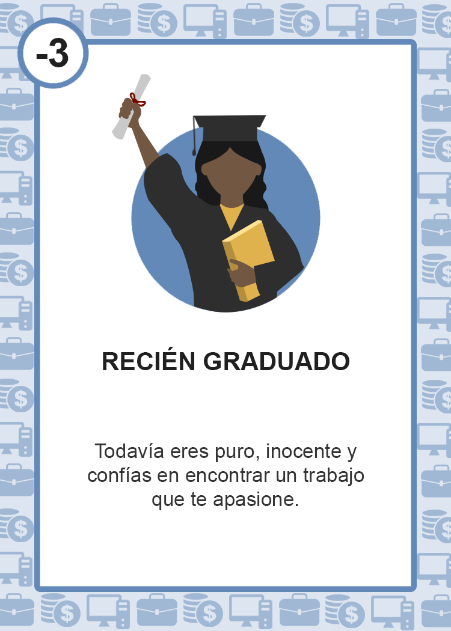 -3
RECIÉN GRADUADO
Todavía eres puro, inocente y
confías en encontrar un trabajo
que te apasione.